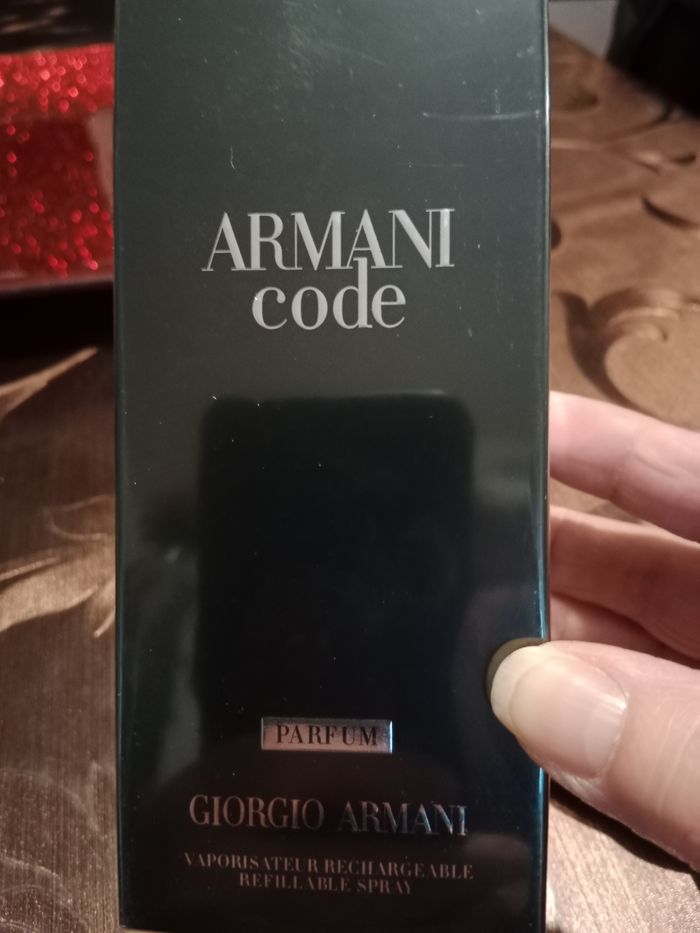 ARMANI
code
PARFUM
GIORGIO ARMANI
VAPORISATEUR RECHARGEABLE
REFILLABLE SPRAY